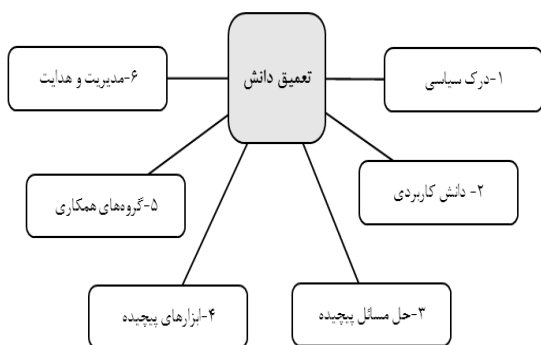 تعمیق دانش
۱-درک سیاسی
۲- دانش کاربردی
۳-حل مسائل پیچیده
۴-ابزارهای پیچیده
۵-گروه‌های همکاری
۶-مدیریت و هدایت